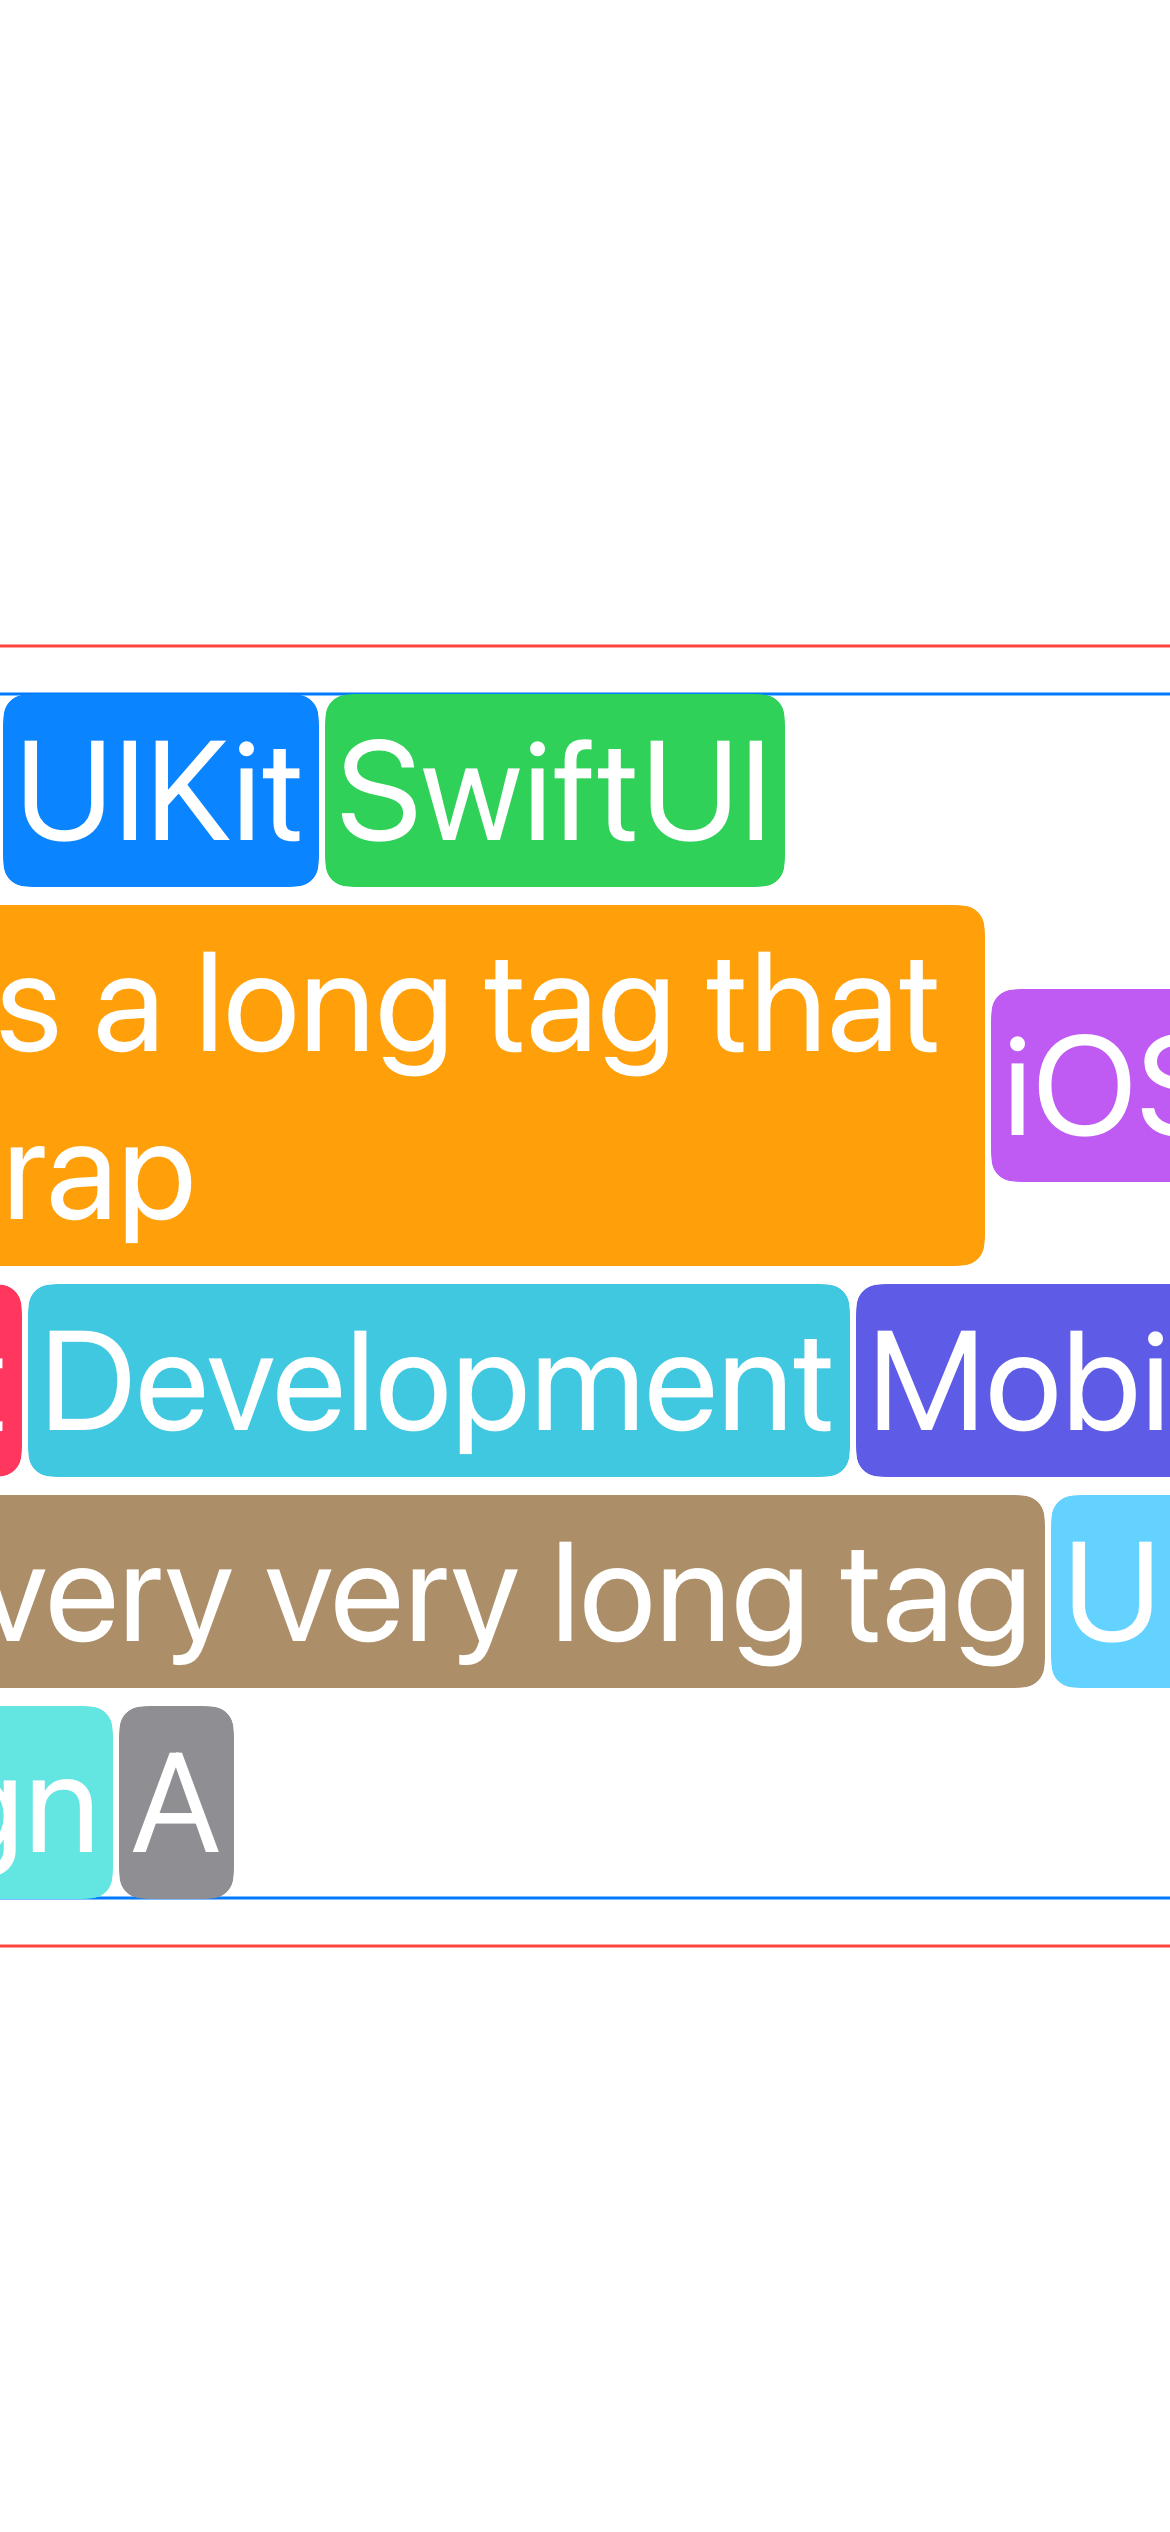 UIKit SwiftUI
s a long tag that
rap iOS
Development Mobi
very very long tag U
gn A